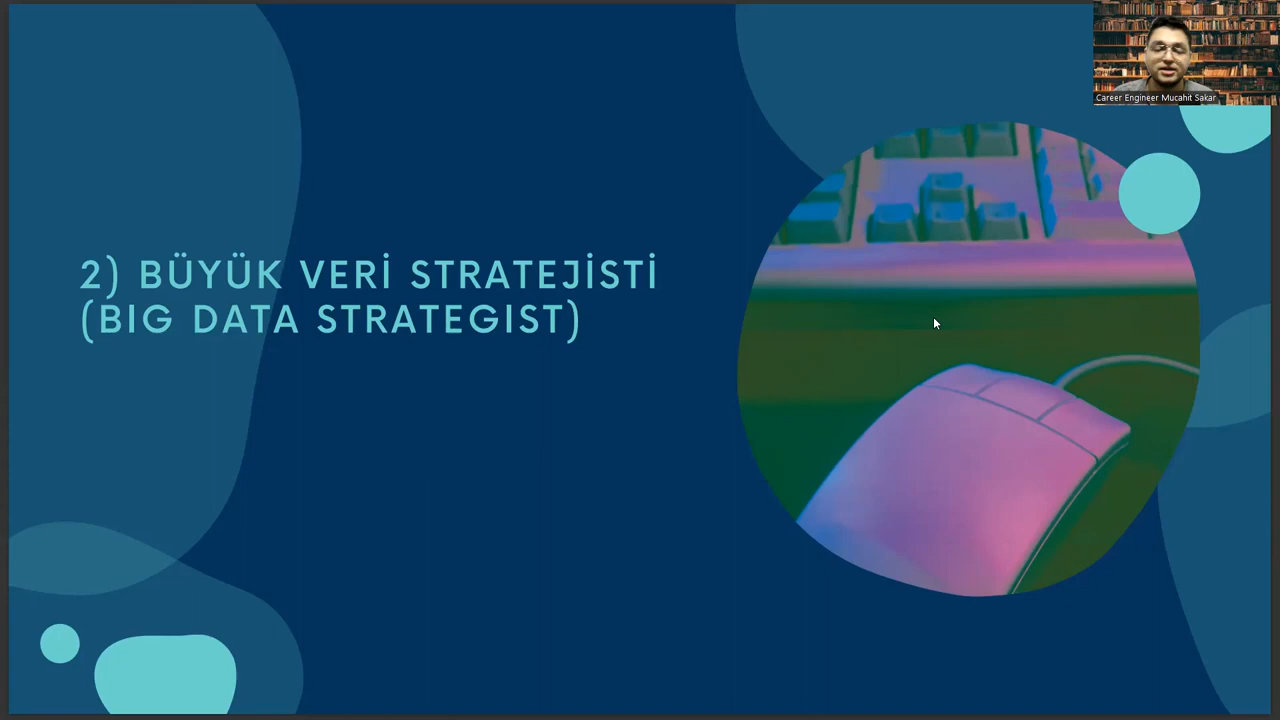 Career Engineer Mucahit Sakar
2) BÜYÜK VERİ STRATEJİSTİ
(BIG DATA STRATEGIST)